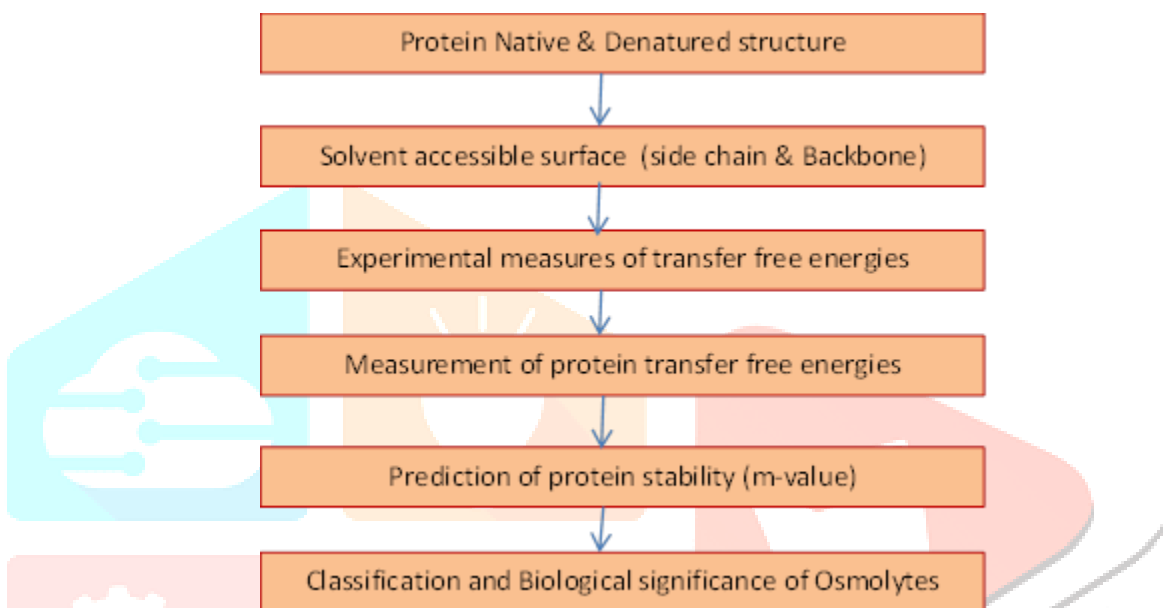 Protein Native & Denatured structure
Solvent accessible surface (side chain & Backbone)
Experimental measures of transfer free energies
Measurement of protein transfer free energies
Prediction of protein stability (m-value)
Classification and Biological significance of Osmolytes